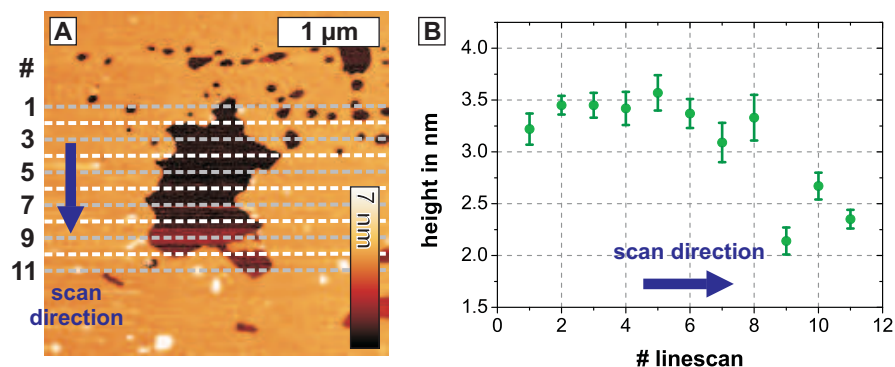 A
1 µm
#
1
3
5
7
9
11
scan
direction
7 nm
B
height in nm
4.0
3.5
3.0
2.5
2.0
1.5
scan direction
0 2 4 6 8 10 12
# linescan